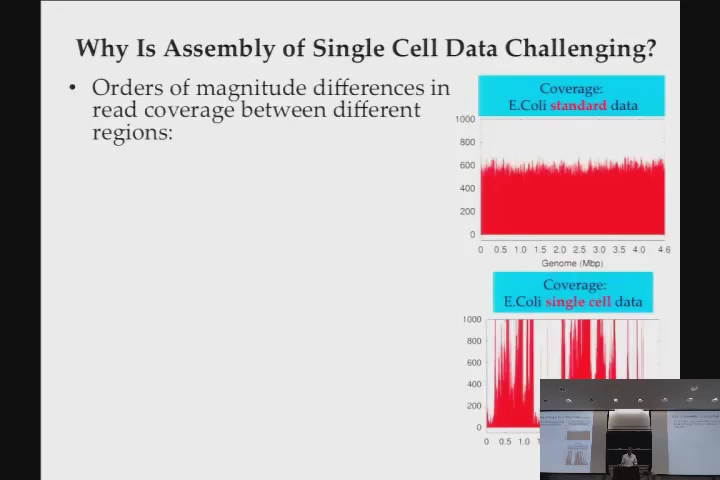 Why Is Assembly of Single Cell Data Challenging?
• Orders of magnitude differences in
read coverage between different
regions:
Coverage:
E.Coli standard data
1000
800
600
400
200
0
0 0.5 1.0 1.5 2.0 2.5 3.0 3.5 4.0 4.6
Genome (Mbp)
Coverage:
E.Coli single cell data
1000
800
600
400
200
0
0 0.5 1.0